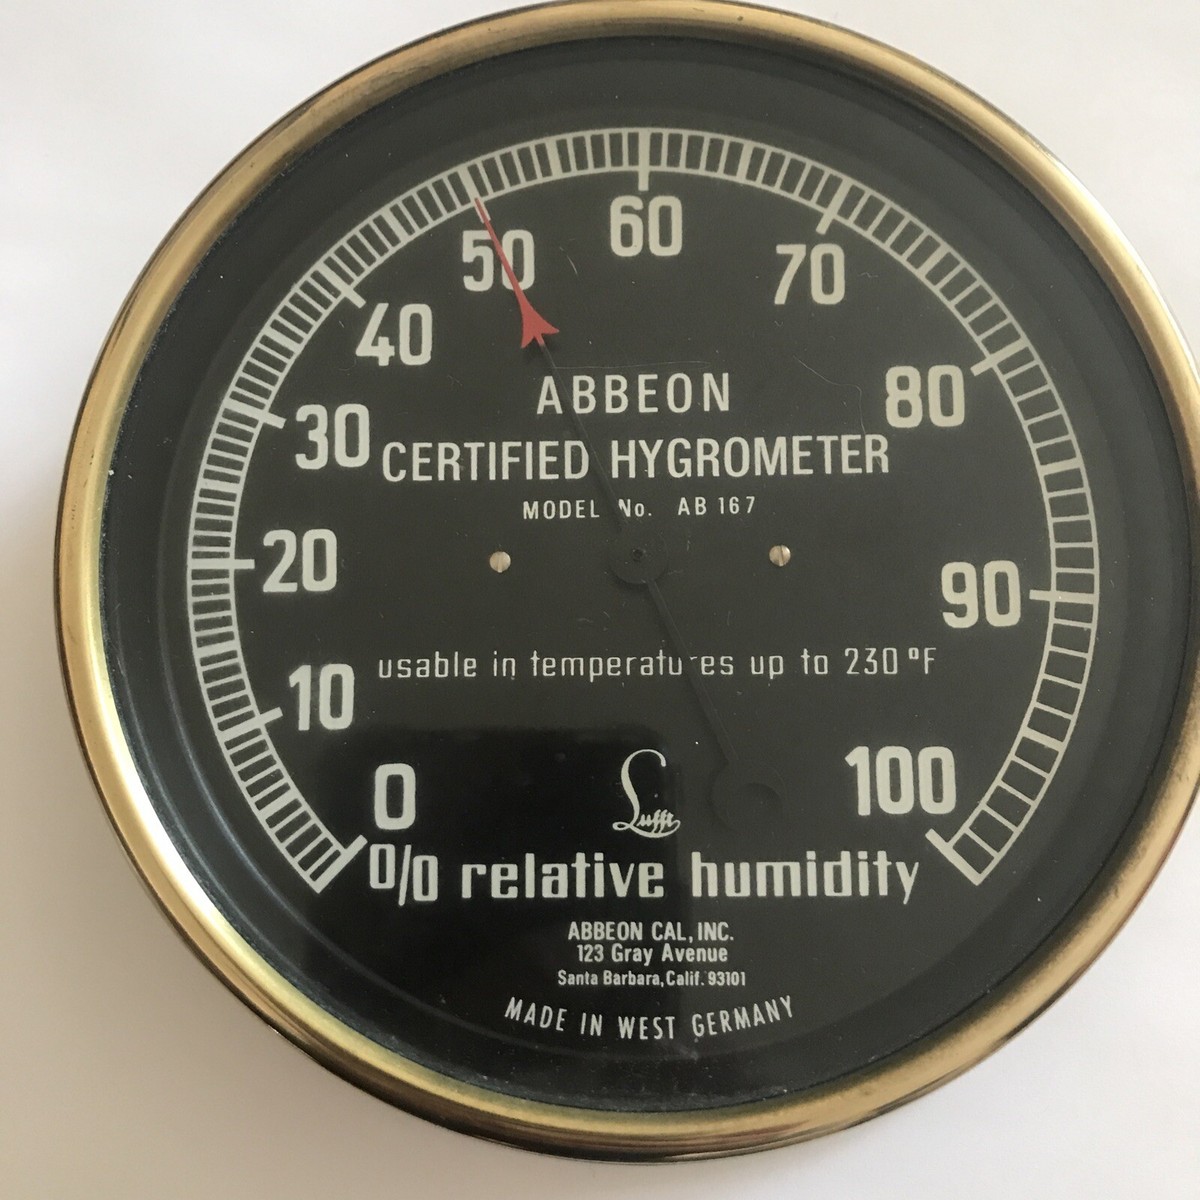 60
50
70
40
80
30
20
90
10
0
100
ABBEON
CERTIFIED HYGROMETER
MODEL No. AB 167
usable in temperatures up to 230 °F
Lufft
0/0 relative humidity
ABBEON CAL, INC.
123 Gray Avenue
Santa Barbara, Calif. 93101
MADE IN WEST GERMANY